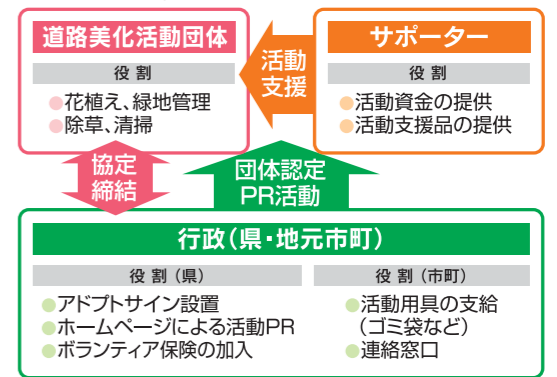 道路美化活動団体
役 割
●花植え、緑地管理
●除草、清掃
活動
支援
サポーター
役 割
●活動資金の提供
●活動支援品の提供
協定
締結
団体認定
PR活動
行政（県・地元市町）
役 割 （県）
●アドプトサイン設置
●ホームページによる活動PR
●ボランティア保険の加入
役 割 （市町）
●活動用具の支給
（ゴミ袋など）
●連絡窓口